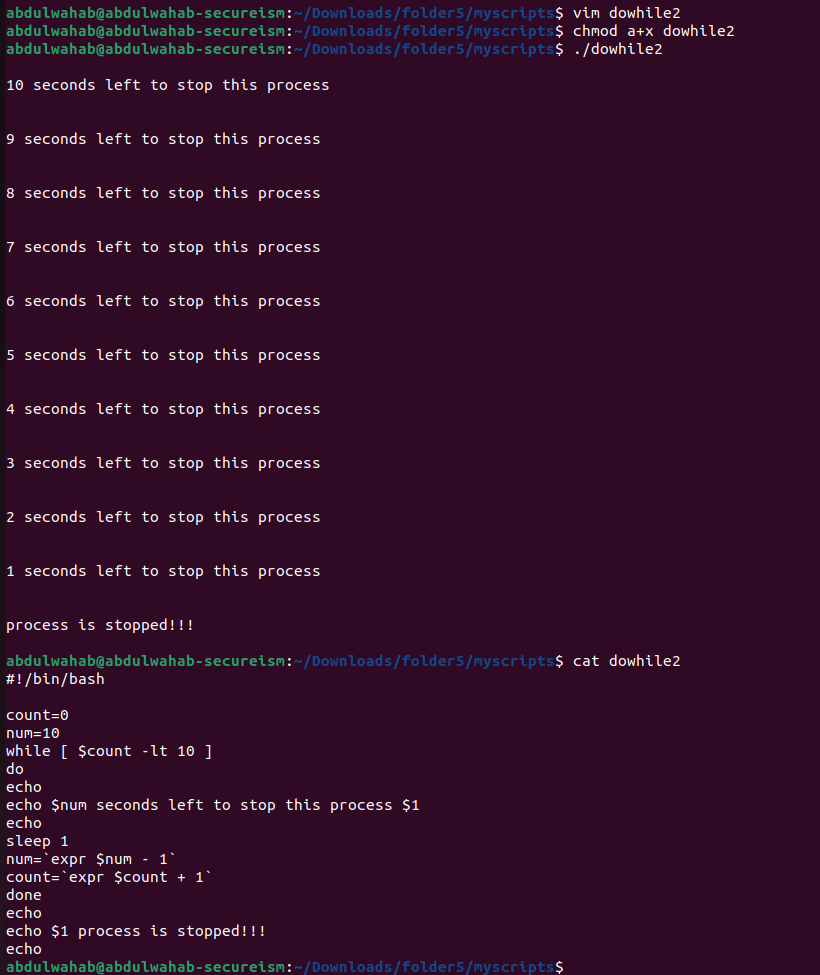 abdulwahab@abdulwahab-secureism:~/Downloads/folder5/myscripts$ vim dowhile2
abdulwahab@abdulwahab-secureism:~/Downloads/folder5/myscripts$ chmod a+x dowhile2
abdulwahab@abdulwahab-secureism:~/Downloads/folder5/myscripts$ ./dowhile2
10 seconds left to stop this process
9 seconds left to stop this process
8 seconds left to stop this process
7 seconds left to stop this process
6 seconds left to stop this process
5 seconds left to stop this process
4 seconds left to stop this process
3 seconds left to stop this process
2 seconds left to stop this process
1 seconds left to stop this process
process is stopped!!!
abdulwahab@abdulwahab-secureism:~/Downloads/folder5/myscripts$ cat dowhile2
#!/bin/bash
count=0
num=10
while [ $count -lt 10 ]
do
echo
echo $num seconds left to stop this process $1
echo
sleep 1
num=`expr $num - 1`
count=`expr $count + 1`
done
echo
echo $1 process is stopped!!!
echo
abdulwahab@abdulwahab-secureism:~/Downloads/folder5/myscripts$